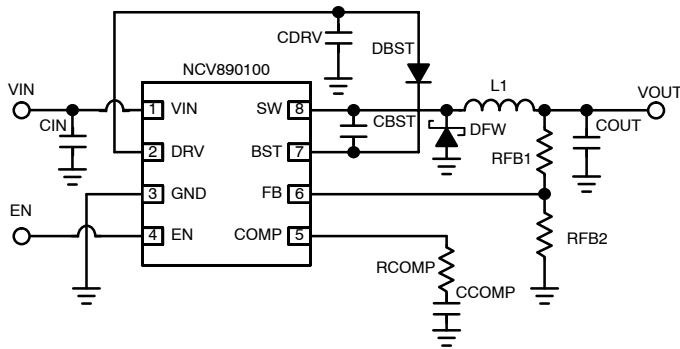 CDRV
DBST
NCV890100
VIN
L1
VOUT
1 VIN
SW 8
CIN
CBST
DFW
COUT
2 DRV
BST 7
RFB1
3 GND
FB 6
EN
4 EN
COMP 5
RFB2
RCOMP
CCOMP